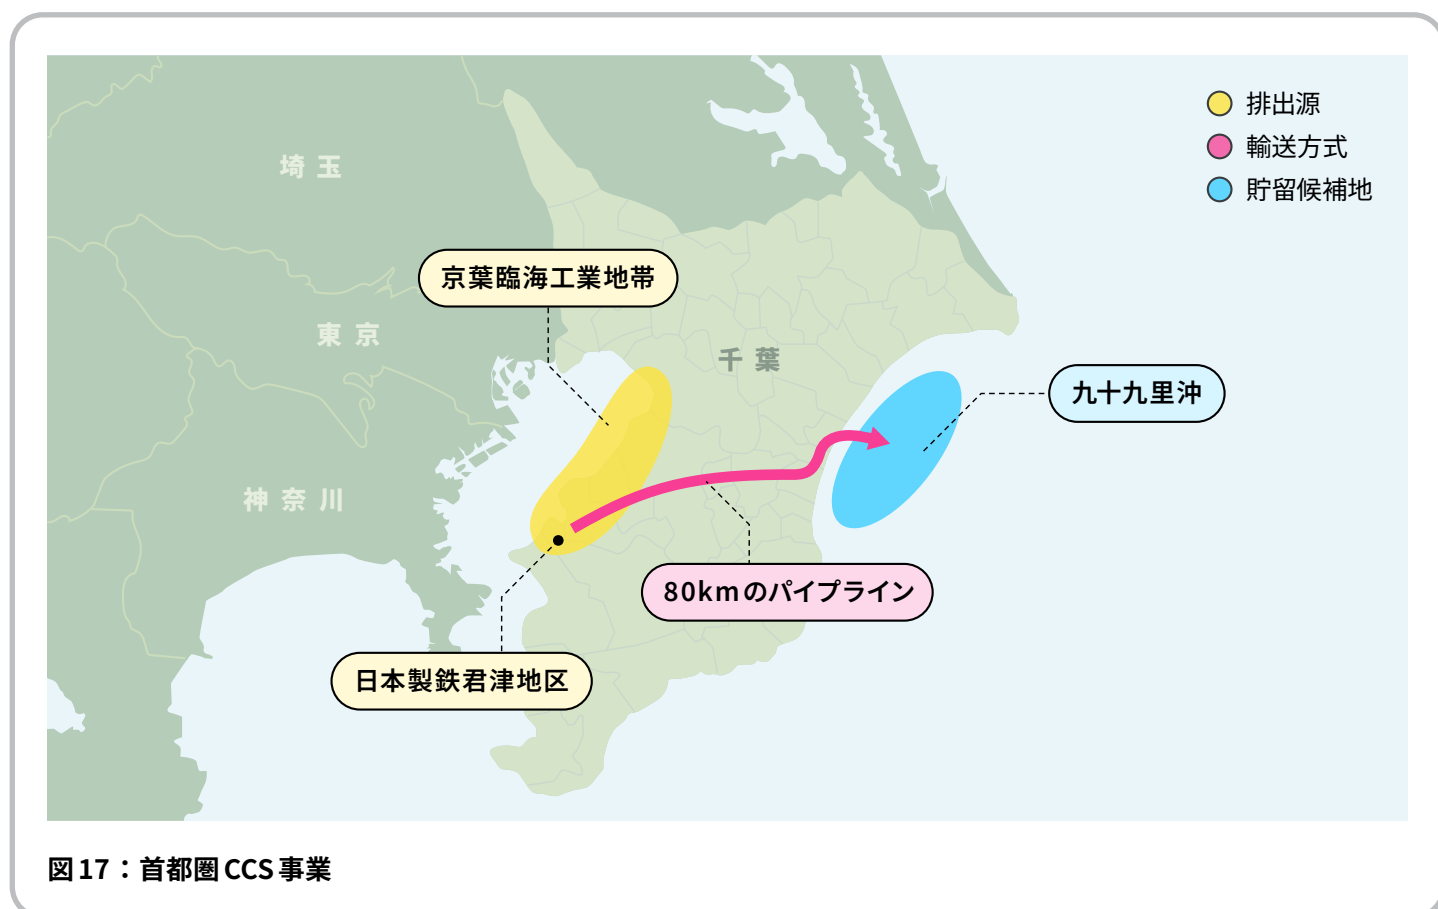 排出源
輸送方式
貯留候補地
埼玉
京葉臨海工業地帯
東京
千葉
九十九里沖
神奈川
80kmのパイプライン
日本製鉄君津地区
図17：首都圏CCS事業